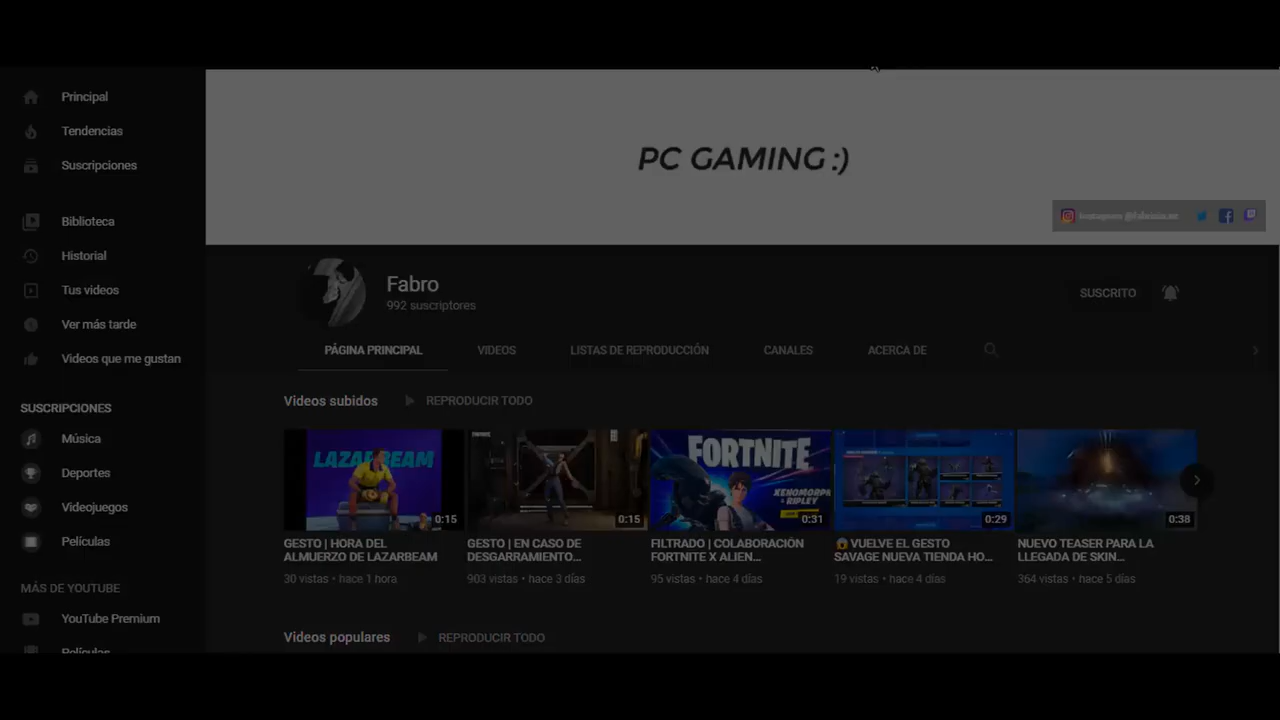 Principal
Tendencias
Suscripciones
Biblioteca
Historial
Tus videos
Ver más tarde
Videos que me gustan
SUSCRIPCIONES
Música
Deportes
Videojuegos
Películas
MÁS DE YOUTUBE
YouTube Premium
Películas
PC GAMING :)
Instagram
Fabro
992 suscriptores
SUSCRITO
PÁGINA PRINCIPAL VIDEOS LISTAS DE REPRODUCCIÓN CANALES ACERCA DE
Videos subidos REPRODUCIR TODO
LAZARBEAM
0:15
GESTO | HORA DEL
ALMUERZO DE LAZARBEAM
30 vistas • hace 1 hora
0:15
GESTO | EN CASO DE
DESGARRAMIENTO...
903 vistas • hace 3 días
FORTNITE
XENOMORPH
& RIPLEY
0:31
FILTRADO | COLABORACIÓN
FORTNITE X ALIEN...
95 vistas • hace 4 días
0:29
😱VUELVE EL GESTO
SAVAGE NUEVA TIENDA HO...
19 vistas • hace 4 días
0:38
NUEVO TEASER PARA LA
LLEGADA DE SKIN...
364 vistas • hace 5 días
Videos populares REPRODUCIR TODO